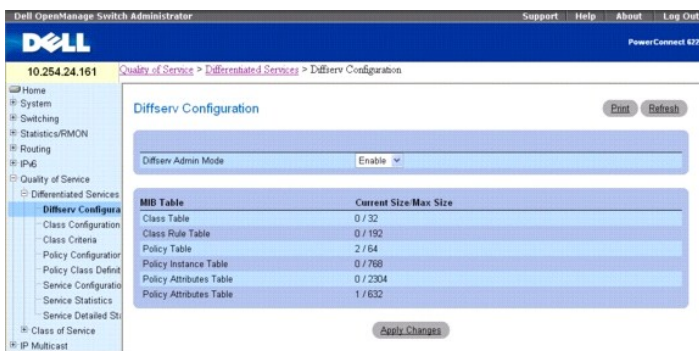 Dell OpenManage Switch Administrator Support Help About Log Out
DELL PowerConnect 622
10.254.24.161 Quality of Service > Differentiated Services > Diffserv Configuration
Home
System
Switching
Statistics/RMON
Routing
IPv6
Quality of Service
Differentiated Services
Diffserv Configura
Class Configuration
Class Criteria
Policy Configuration
Policy Class Definit
Service Configuratio
Service Statistics
Service Detailed Sta
Class of Service
IP Multicast
Diffserv Configuration Print Refresh
Diffserv Admin Mode Enable
MIB Table Current Size/Max Size
Class Table 0 / 32
Class Rule Table 0 / 192
Policy Table 2 / 64
Policy Instance Table 0 / 768
Policy Attributes Table 0 / 2304
Policy Attributes Table 1 / 632
Apply Changes